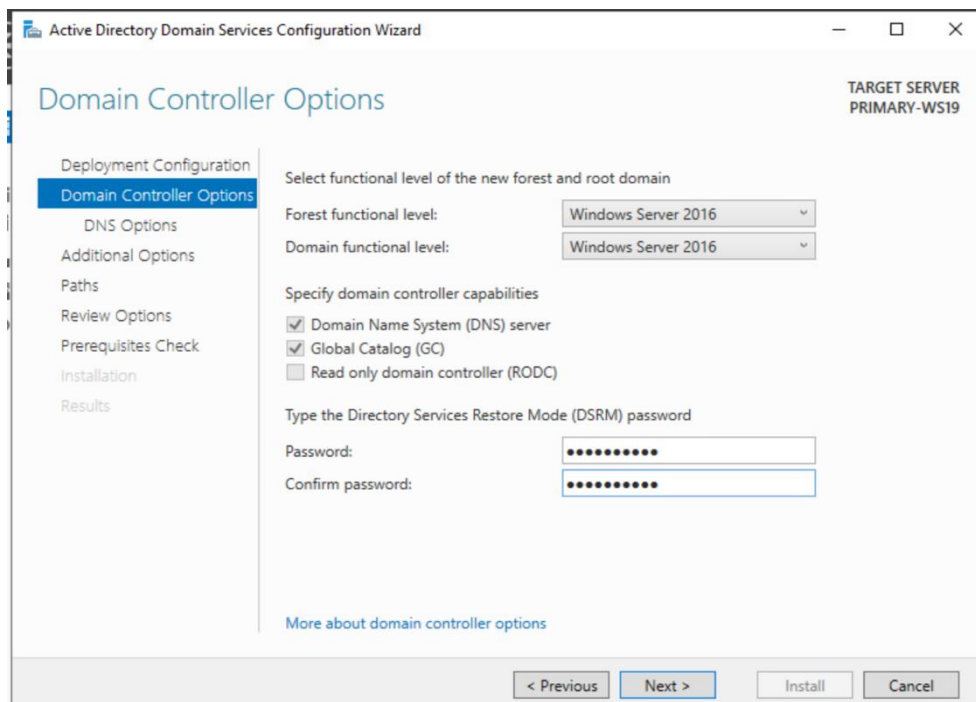 Active Directory Domain Services Configuration Wizard
Domain Controller Options
TARGET SERVER
PRIMARY-WS19
Deployment Configuration
Domain Controller Options
DNS Options
Additional Options
Paths
Review Options
Prerequisites Check
Installation
Results
Select functional level of the new forest and root domain
Forest functional level: Windows Server 2016
Domain functional level: Windows Server 2016
Specify domain controller capabilities
Domain Name System (DNS) server
Global Catalog (GC)
Read only domain controller (RODC)
Type the Directory Services Restore Mode (DSRM) password
Password: ●●●●●●●●●●
Confirm password: ●●●●●●●●●●
More about domain controller options
< Previous Next > Install Cancel